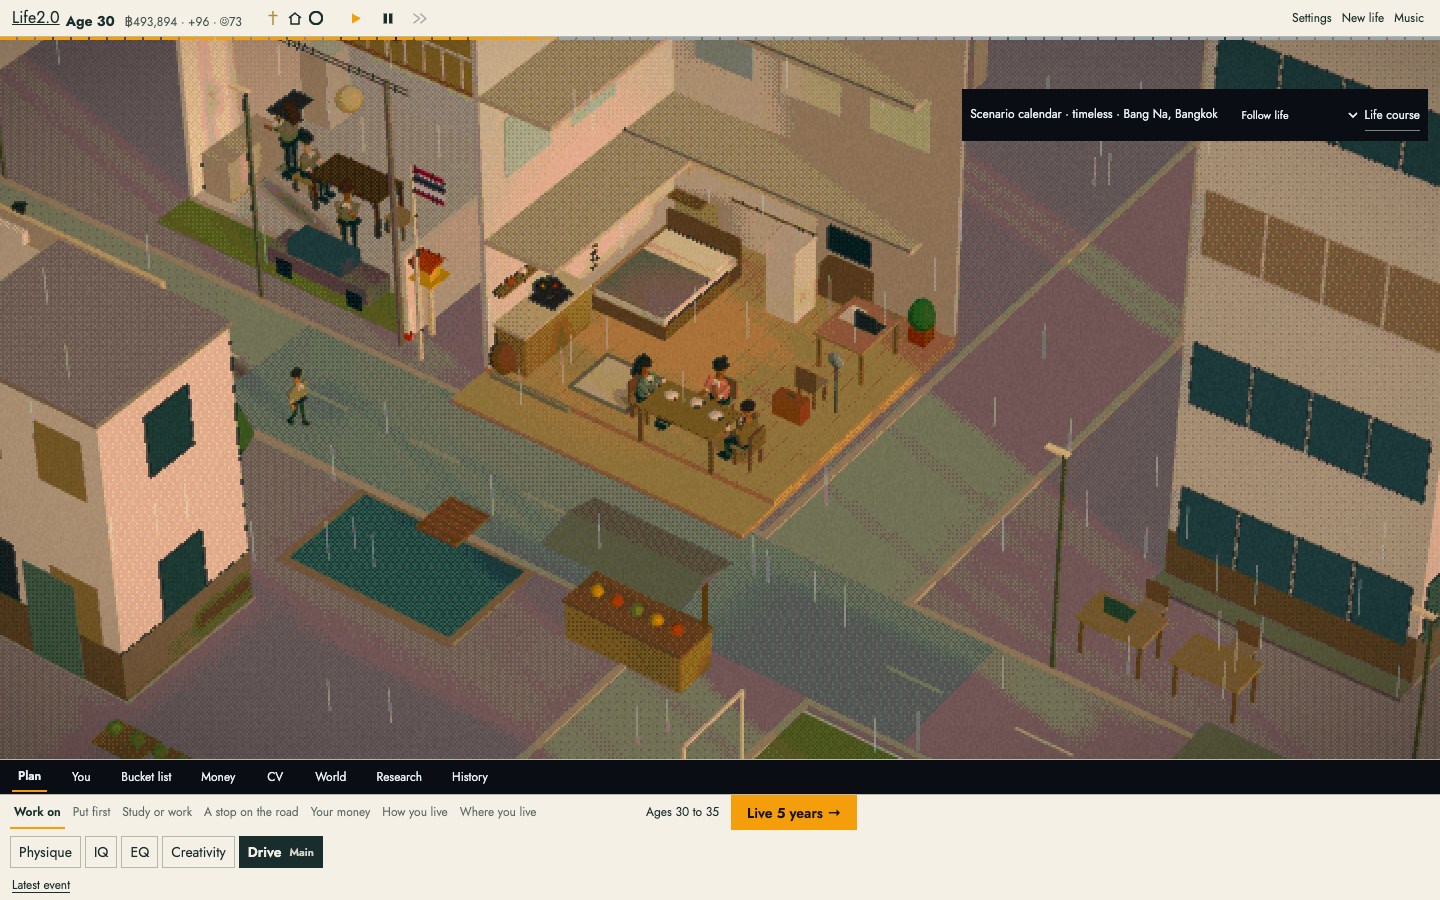 Life2.0 Age 30 ฿493,894 · +96 · ☺73
Settings New life Music
Scenario calendar · timeless · Bang Na, Bangkok Follow life Life course
Plan You Bucket list Money CV World Research History
Work on Put first Study or work A stop on the road Your money How you live Where you live Ages 30 to 35 Live 5 years →
Physique IQ EQ Creativity Drive Main
Latest event